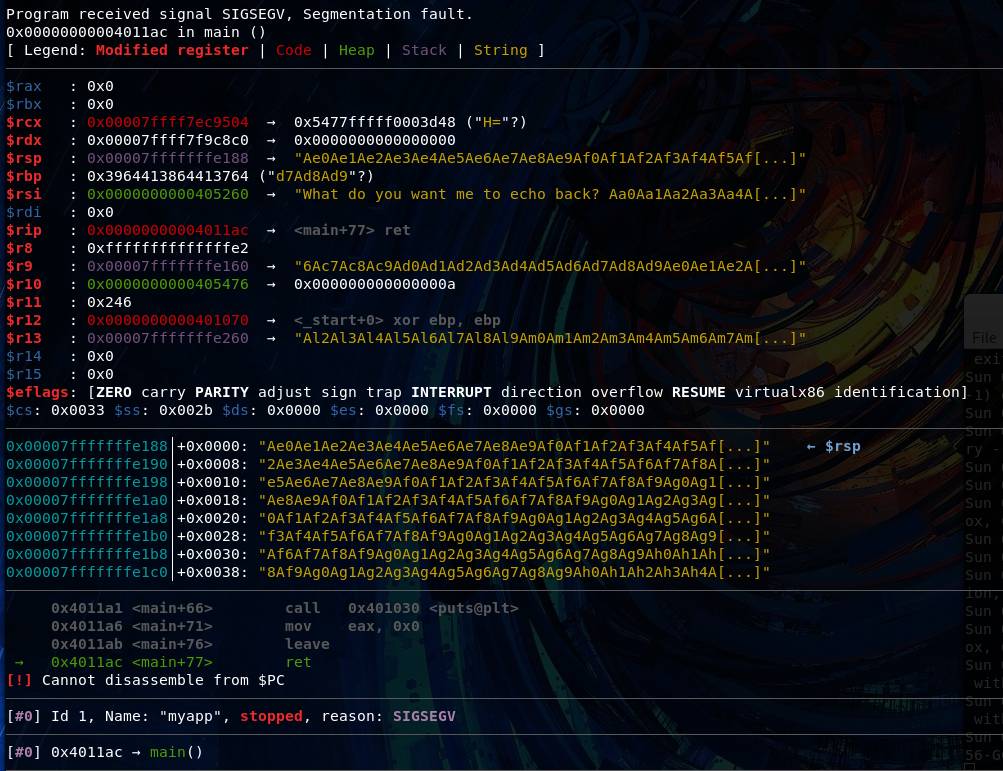 Program received signal SIGSEGV, Segmentation fault.
0x00000000004011ac in main ()
[ Legend: Modified register | Code | Heap | Stack | String ]
$rax   : 0x0
$rbx   : 0x0
$rcx   : 0x00007ffff7ec9504  →  0x5477fffff0003d48 ("H="?)
$rdx   : 0x00007ffff7f9c8c0  →  0x0000000000000000
$rsp   : 0x00007fffffffe188  →  "Ae0Ae1Ae2Ae3Ae4Ae5Ae6Ae7Ae8Ae9Af0Af1Af2Af3Af4Af5Af[...]"
$rbp   : 0x3964413864413764 ("d7Ad8Ad9"?)
$rsi   : 0x0000000000405260  →  "What do you want me to echo back? Aa0Aa1Aa2Aa3Aa4A[...]"
$rdi   : 0x0
$rip   : 0x00000000004011ac  →  <main+77> ret
$r8    : 0xffffffffffffffe2
$r9    : 0x00007fffffffe160  →  "6Ac7Ac8Ac9Ad0Ad1Ad2Ad3Ad4Ad5Ad6Ad7Ad8Ad9Ae0Ae1Ae2A[...]"
$r10   : 0x0000000000405476  →  0x000000000000000a
$r11   : 0x246
$r12   : 0x0000000000401070  →  <_start+0> xor ebp, ebp
$r13   : 0x00007fffffffe260  →  "Al2Al3Al4Al5Al6Al7Al8Al9Am0Am1Am2Am3Am4Am5Am6Am7Am[...]"
$r14   : 0x0
$r15   : 0x0
$eflags: [ZERO carry PARITY adjust sign trap INTERRUPT direction overflow RESUME virtualx86 identification]
$cs: 0x0033 $ss: 0x002b $ds: 0x0000 $es: 0x0000 $fs: 0x0000 $gs: 0x0000
0x00007fffffffe188│+0x0000: "Ae0Ae1Ae2Ae3Ae4Ae5Ae6Ae7Ae8Ae9Af0Af1Af2Af3Af4Af5Af[...]"    ← $rsp
0x00007fffffffe190│+0x0008: "2Ae3Ae4Ae5Ae6Ae7Ae8Ae9Af0Af1Af2Af3Af4Af5Af6Af7Af8A[...]"
0x00007fffffffe198│+0x0010: "e5Ae6Ae7Ae8Ae9Af0Af1Af2Af3Af4Af5Af6Af7Af8Af9Ag0Ag1[...]"
0x00007fffffffe1a0│+0x0018: "Ae8Ae9Af0Af1Af2Af3Af4Af5Af6Af7Af8Af9Ag0Ag1Ag2Ag3Ag[...]"
0x00007fffffffe1a8│+0x0020: "0Af1Af2Af3Af4Af5Af6Af7Af8Af9Ag0Ag1Ag2Ag3Ag4Ag5Ag6A[...]"
0x00007fffffffe1b0│+0x0028: "f3Af4Af5Af6Af7Af8Af9Ag0Ag1Ag2Ag3Ag4Ag5Ag6Ag7Ag8Ag9[...]"
0x00007fffffffe1b8│+0x0030: "Af6Af7Af8Af9Ag0Ag1Ag2Ag3Ag4Ag5Ag6Ag7Ag8Ag9Ah0Ah1Ah[...]"
0x00007fffffffe1c0│+0x0038: "8Af9Ag0Ag1Ag2Ag3Ag4Ag5Ag6Ag7Ag8Ag9Ah0Ah1Ah2Ah3Ah4A[...]"
0x4011a1 <main+66>        call   0x401030 <puts@plt>
0x4011a6 <main+71>        mov    eax, 0x0
0x4011ab <main+76>        leave
→   0x4011ac <main+77>        ret
[!] Cannot disassemble from $PC
[#0] Id 1, Name: "myapp", stopped, reason: SIGSEGV
[#0] 0x4011ac → main()
File
exi
Sun
-1)
Sun
Sun
ry -
Sun
Sun
Sun
ox,
Sun
Sun
ion,
Sun
Sun
ox,
Sun
wit
Sun
wit
Sun
56-G